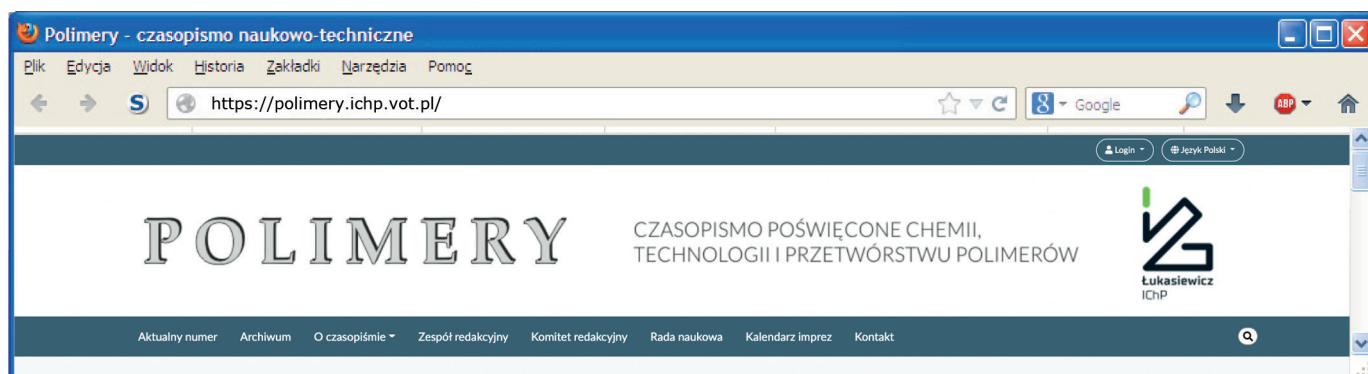 Polimery - czasopismo naukowo-techniczne
Plik Edycja Widok Historia Zakładki Narzędzia Pomoc
S https://polimery.ichp.vot.pl/ 8 Google ABP
Login Język Polski
POLIMERY
CZASOPISMO POŚWIĘCONE CHEMII,
TECHNOLOGII I PRZETWÓRSTWU POLIMERÓW
Łukasiewicz
IChP
Aktualny numer Archiwum O czasopiśmie Zespół redakcyjny Komitet redakcyjny Rada naukowa Kalendarz imprez Kontakt